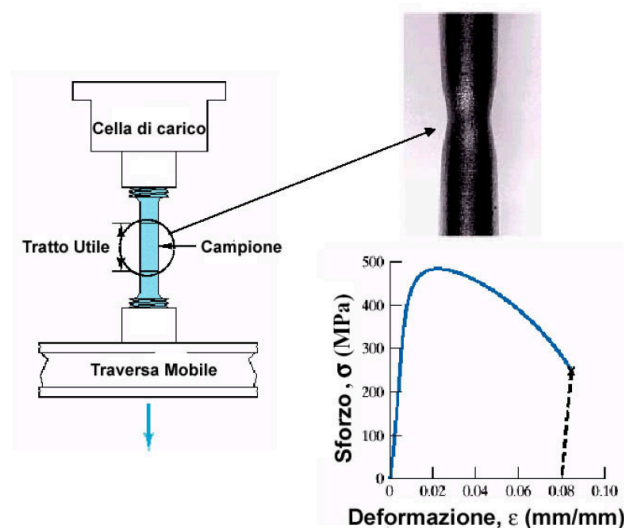 Cella di carico
Tratto Utile
Campione
Traversa Mobile
Sforzo , σ (MPa)
500
400
300
200
100
0
0
0.02
0.04
0.06
0.08
0.10
Deformazione, ε (mm/mm)